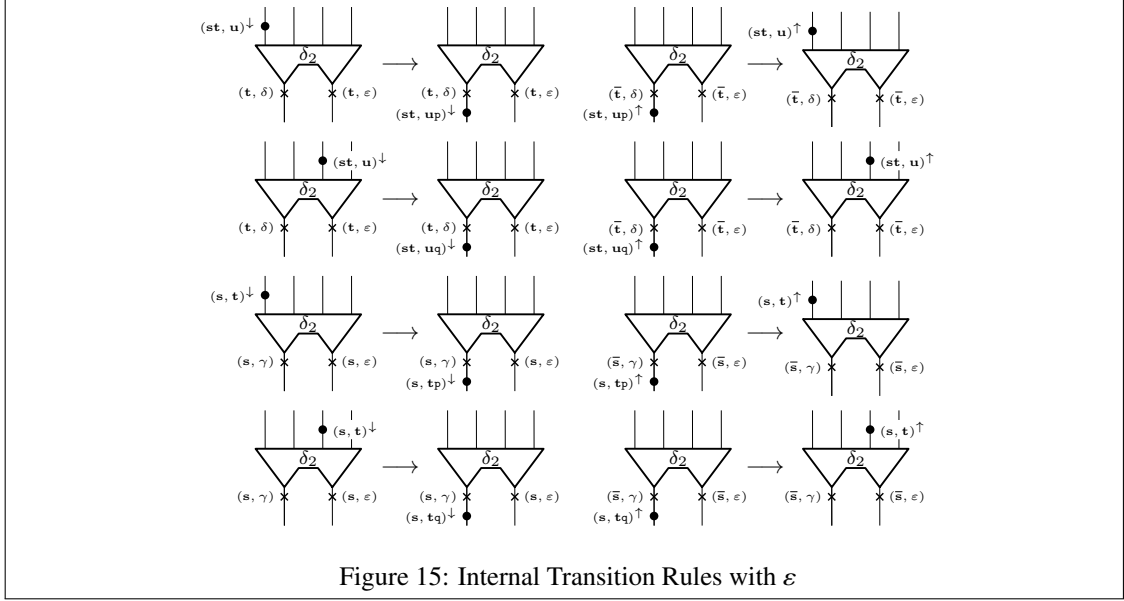 (st, u)↓ δ₂ (t, δ) (t, ε) ⟶ δ₂ (t, δ) (t, ε) (st, up)↓ δ₂ (t̄, δ) (t̄, ε) (st, up)↑ ⟶ (st, u)↑ δ₂ (t̄, δ) (t̄, ε)
(st, u)↓ δ₂ (t, δ) (t, ε) ⟶ δ₂ (t, δ) (t, ε) (st, uq)↓ δ₂ (t̄, δ) (t̄, ε) (st, uq)↑ ⟶ (st, u)↑ δ₂ (t̄, δ) (t̄, ε)
(s, t)↓ δ₂ (s, γ) (s, ε) ⟶ δ₂ (s, γ) (s, ε) (s, tp)↓ δ₂ (s̄, γ) (s̄, ε) (s, tp)↑ ⟶ (s, t)↑ δ₂ (s̄, γ) (s̄, ε)
(s, t)↓ δ₂ (s, γ) (s, ε) ⟶ δ₂ (s, γ) (s, ε) (s, tq)↓ δ₂ (s̄, γ) (s̄, ε) (s, tq)↑ ⟶ (s, t)↑ δ₂ (s̄, γ) (s̄, ε)
Figure 15: Internal Transition Rules with ε